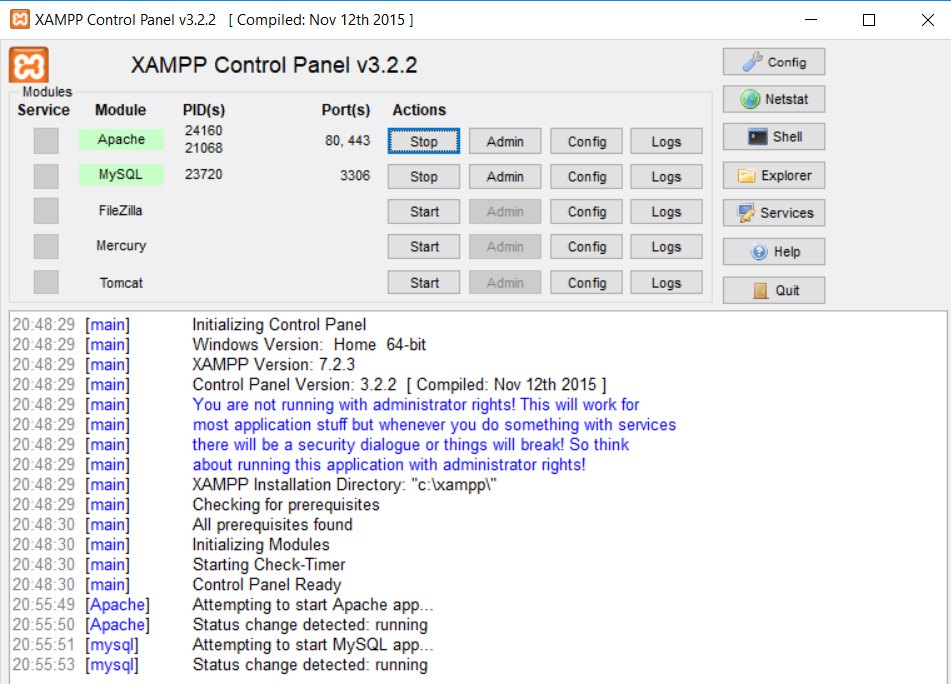 XAMPP Control Panel v3.2.2 [ Compiled: Nov 12th 2015 ]
XAMPP Control Panel v3.2.2
Config
Modules
Service Module PID(s) Port(s) Actions
Netstat
Apache 24160 21068 80, 443 Stop Admin Config Logs
Shell
MySQL 23720 3306 Stop Admin Config Logs
Explorer
FileZilla Start Admin Config Logs
Services
Mercury Start Admin Config Logs
Help
Tomcat Start Admin Config Logs
Quit
20:48:29 [main] Initializing Control Panel
20:48:29 [main] Windows Version: Home 64-bit
20:48:29 [main] XAMPP Version: 7.2.3
20:48:29 [main] Control Panel Version: 3.2.2 [ Compiled: Nov 12th 2015 ]
20:48:29 [main] You are not running with administrator rights! This will work for
20:48:29 [main] most application stuff but whenever you do something with services
20:48:29 [main] there will be a security dialogue or things will break! So think
20:48:29 [main] about running this application with administrator rights!
20:48:29 [main] XAMPP Installation Directory: "c:\xampp\"
20:48:29 [main] Checking for prerequisites
20:48:30 [main] All prerequisites found
20:48:30 [main] Initializing Modules
20:48:30 [main] Starting Check-Timer
20:48:30 [main] Control Panel Ready
20:55:49 [Apache] Attempting to start Apache app...
20:55:50 [Apache] Status change detected: running
20:55:51 [mysql] Attempting to start MySQL app...
20:55:53 [mysql] Status change detected: running